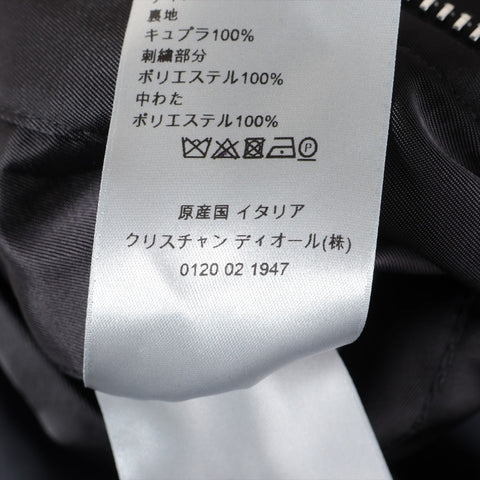 裏地
キュプラ100%
刺繍部分
ポリエステル100%
中わた
ポリエステル100%
P
原産国 イタリア
クリスチャン ディオール(株)
0120 02 1947